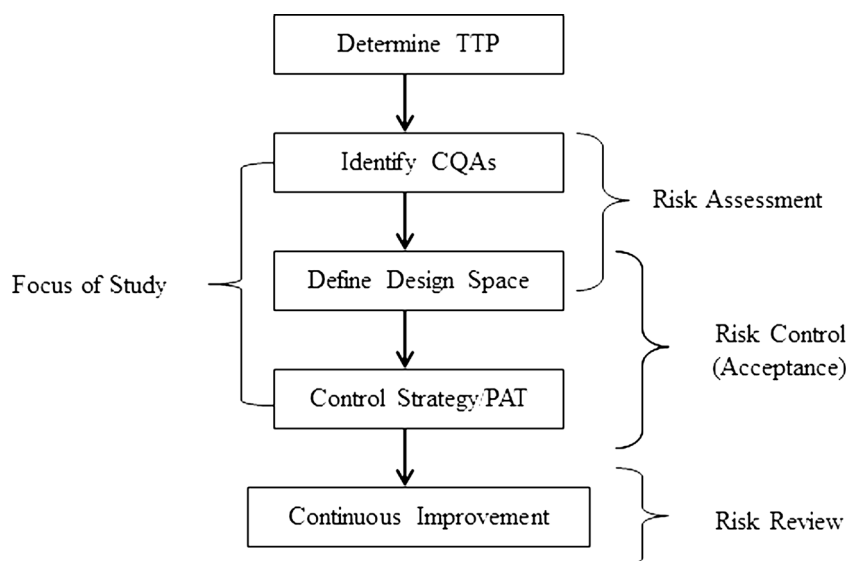 Determine TTP
Identify CQAs
Risk Assessment
Focus of Study
Define Design Space
Risk Control
(Acceptance)
Control Strategy/PAT
Continuous Improvement
Risk Review